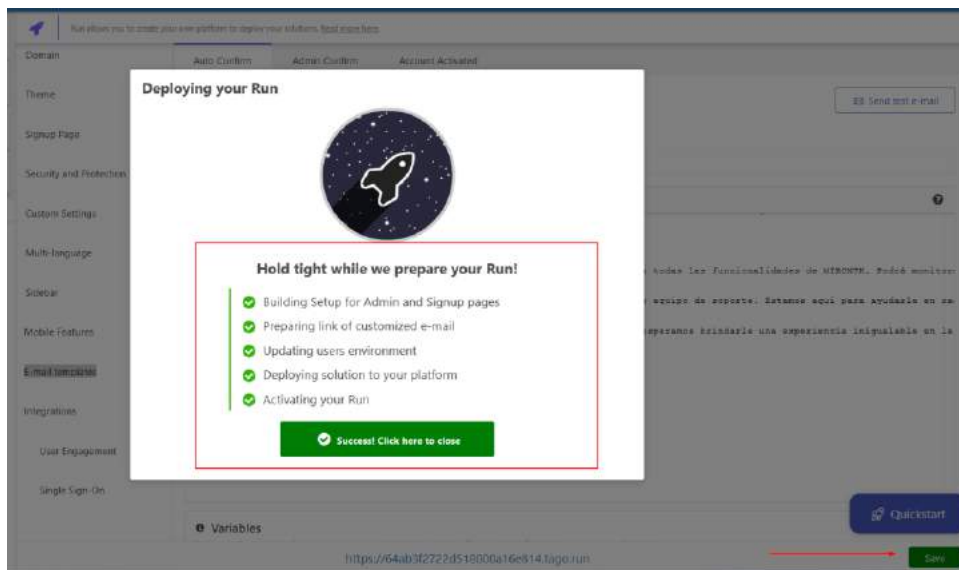 Run allows you to create your own platform to deploy your solutions. Read more here.
Domain
Auto Confirm Admin Confirm Account Activated
Theme
Deploying your Run
Send test e-mail
Signup Page
Security and Protection
Custom Settings
Multi-language
Hold tight while we prepare your Run!
todas las funcionalidades de
Podrá
Sidebar
Building Setup for Admin and Signup pages
equipo de soporte. Estamos aquí para ayudarle en
Preparing link of customized e-mail
Mobile Features
esperamos brindarle una experiencia inigualable en la
Updating users environment
E-mail templates
Deploying solution to your platform
Activating your Run
Integrations
Success! Click here to close
User Engagement
Single Sign-On
Quickstart
Variables
.tago.run
Save